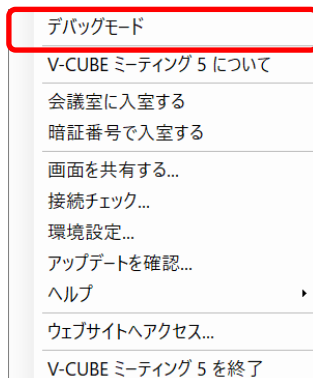 デバッグモード
V-CUBE ミーティング 5 について
会議室に入室する
暗証番号で入室する
画面を共有する...
接続チェック...
環境設定...
アップデートを確認...
ヘルプ
ウェブサイトへアクセス...
V-CUBE ミーティング 5 を終了